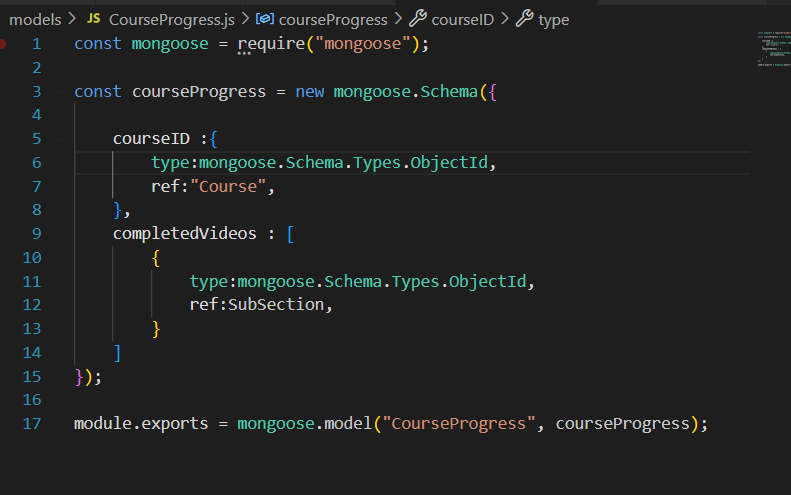 models > JS CourseProgress.js > courseProgress > courseID > type
1 const mongoose = require("mongoose");
2
3 const courseProgress = new mongoose.Schema({
4
5 courseID :{
6 type:mongoose.Schema.Types.ObjectId,
7 ref:"Course",
8 },
9 completedVideos : [
10 {
11 type:mongoose.Schema.Types.ObjectId,
12 ref:SubSection,
13 }
14 ]
15 });
16
17 module.exports = mongoose.model("CourseProgress", courseProgress);